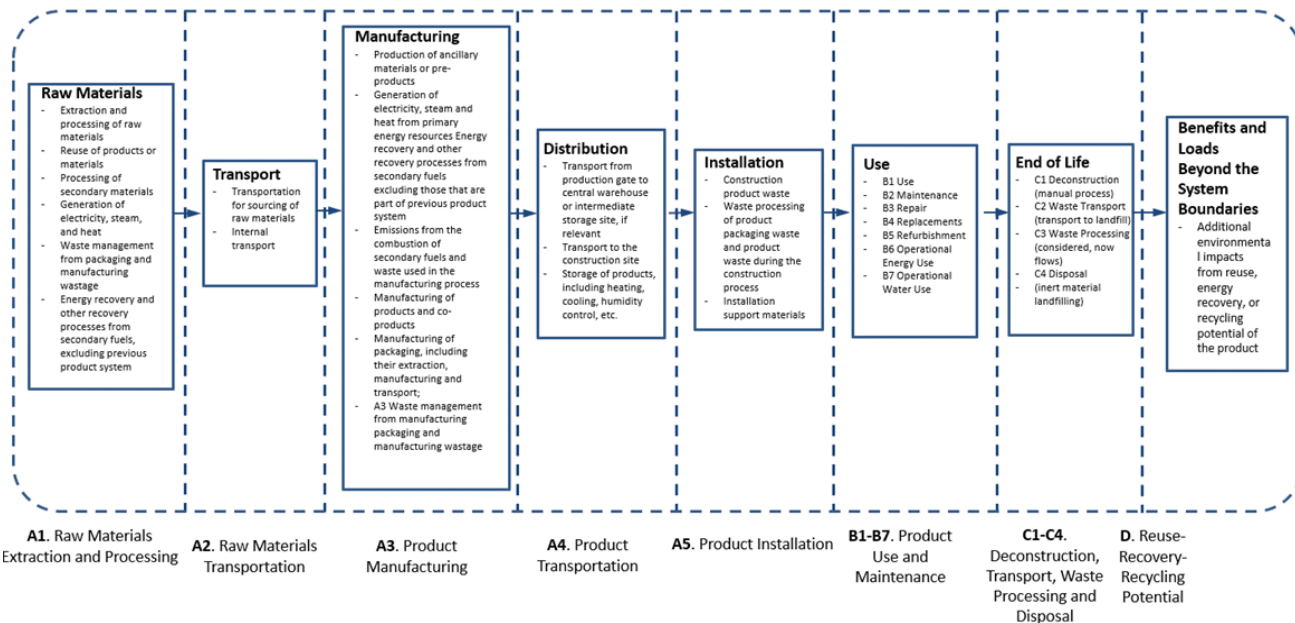 Raw Materials
- Extraction and
processing of raw
materials
- Reuse of products or
materials
- Processing of
secondary materials
- Generation of
electricity, steam,
and heat
- Waste management
from packaging and
manufacturing
wastage
- Energy recovery and
other recovery
processes from
secondary fuels,
excluding previous
product system
Transport
- Transportation
for sourcing of
raw materials
- Internal
transport
Manufacturing
- Production of ancillary
materials or pre-
products
- Generation of
electricity, steam and
heat from primary
energy resources Energy
recovery and other
recovery processes from
secondary fuels
excluding those that are
part of previous product
system
- Emissions from the
combustion of
secondary fuels and
waste used in the
manufacturing process
- Manufacturing of
products and co-
products
- Manufacturing of
packaging, including
their extraction,
manufacturing and
transport;
- A3 Waste management
from manufacturing
packaging and
manufacturing wastage
Distribution
- Transport from
production gate to
central warehouse
or intermediate
storage site, if
relevant
- Transport to the
construction site
- Storage of products,
including heating,
cooling, humidity
control, etc.
Installation
- Construction
product waste
- Waste processing of
product
packaging waste
and product
waste during the
construction
process
- Installation
support materials
Use
- B1 Use
- B2 Maintenance
- B3 Repair
- B4 Replacements
- B5 Refurbishment
- B6 Operational
Energy Use
- B7 Operational
Water Use
End of Life
- C1 Deconstruction
(manual process)
- C2 Waste Transport
(transport to landfill)
- C3 Waste Processing
(considered, now
flows)
- C4 Disposal
- (inert material
landfilling)
Benefits and
Loads
Beyond the
System
Boundaries
- Additional
environmenta
l impacts
from reuse,
energy
recovery, or
recycling
potential of
the product
A1. Raw Materials
Extraction and Processing
A2. Raw Materials
Transportation
A3. Product
Manufacturing
A4. Product
Transportation
A5. Product Installation
B1-B7. Product
Use and
Maintenance
C1-C4.
Deconstruction,
Transport, Waste
Processing and
Disposal
D. Reuse-
Recovery-
Recycling
Potential